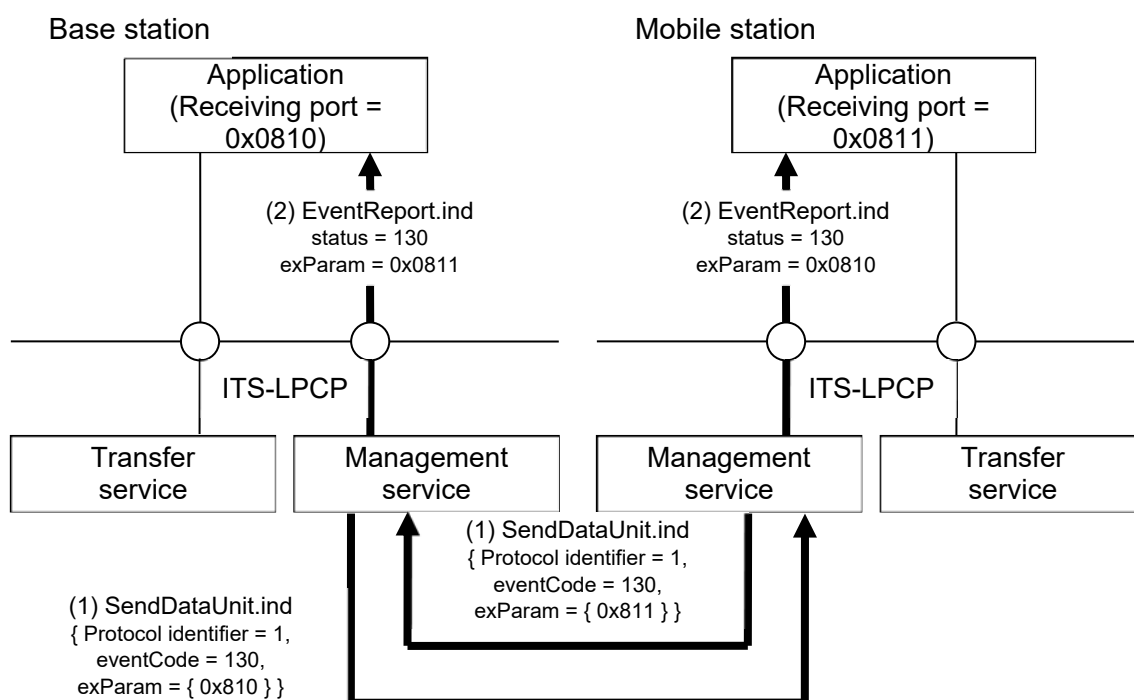 Base station
Mobile station
Application
(Receiving port =
0x0810)
Application
(Receiving port =
0x0811)
(2) EventReport.ind
status = 130
exParam = 0x0811
(2) EventReport.ind
status = 130
exParam = 0x0810
ITS-LPCP
ITS-LPCP
Transfer
service
Management
service
Management
service
Transfer
service
(1) SendDataUnit.ind
{ Protocol identifier = 1,
eventCode = 130,
exParam = { 0x811 } }
(1) SendDataUnit.ind
{ Protocol identifier = 1,
eventCode = 130,
exParam = { 0x810 } }